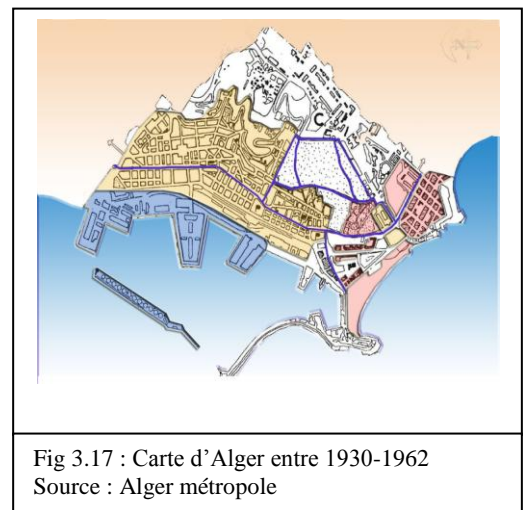 Fig 3.17 : Carte d’Alger entre 1930-1962
Source : Alger métropole